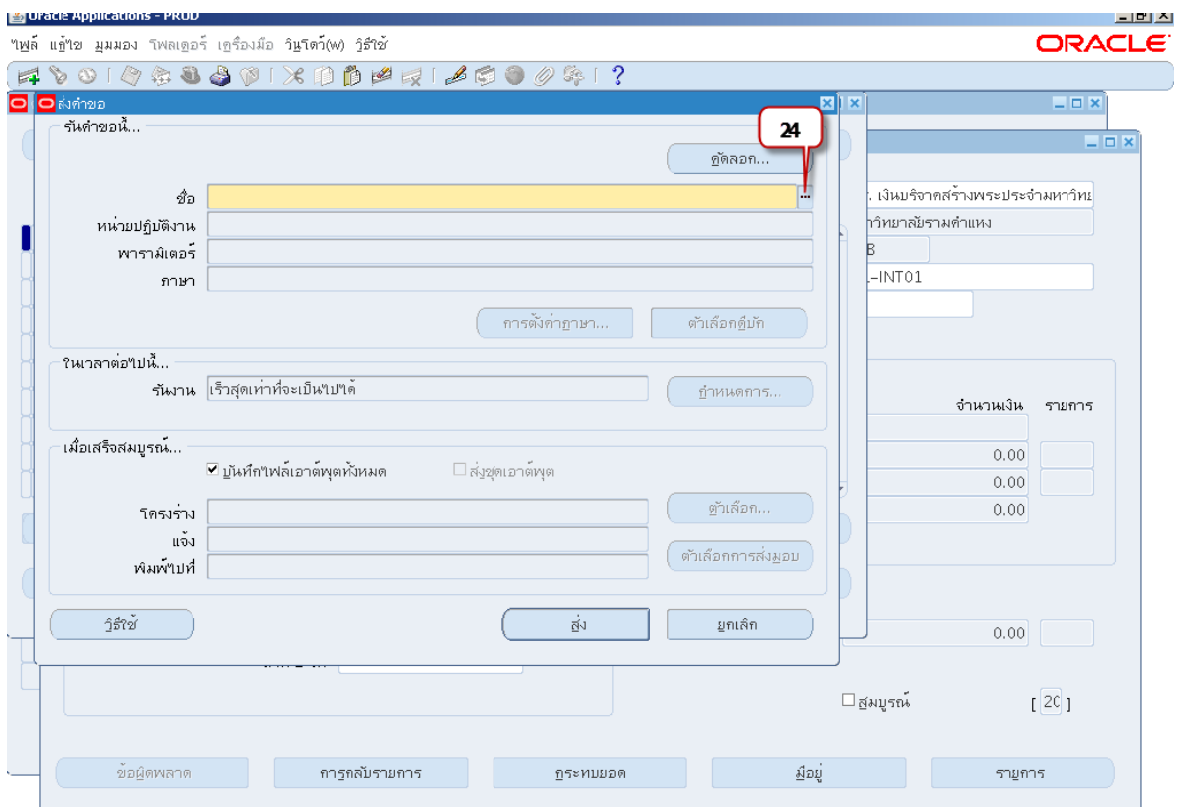 Oracle Applications - PROD
ไฟล์ แก้ไข มุมมอง โฟลเดอร์ เครื่องมือ วินโดว์(w) วิธีใช้
ORACLE
ส่งคำขอ
รันคำขอนี้...
24
คัดลอก...
ชื่อ
. เงินบริจาคสร้างพระประจำมหาวิทย
หน่วยปฏิบัติงาน
าวิทยาลัยรามคำแหง
พารามิเตอร์
B
ภาษา
-INT01
การตั้งค่าภาษา...
ตัวเลือกดีบัก
ในเวลาต่อไปนี้...
รันงาน
เร็วสุดเท่าที่จะเป็นไปได้
กำหนดการ...
จำนวนเงิน รายการ
เมื่อเสร็จสมบูรณ์...
บันทึกไฟล์เอาต์พุตทั้งหมด
ส่งชุดเอาต์พุต
0.00
0.00
โครงร่าง
ตัวเลือก...
0.00
แจ้ง
พิมพ์ไปที่
ตัวเลือกการส่งมอบ
วิธีใช้
ส่ง
ยกเลิก
0.00
สมบูรณ์
[ 20 ]
ข้อผิดพลาด
การกลับรายการ
กระทบยอด
มีอยู่
รายการ